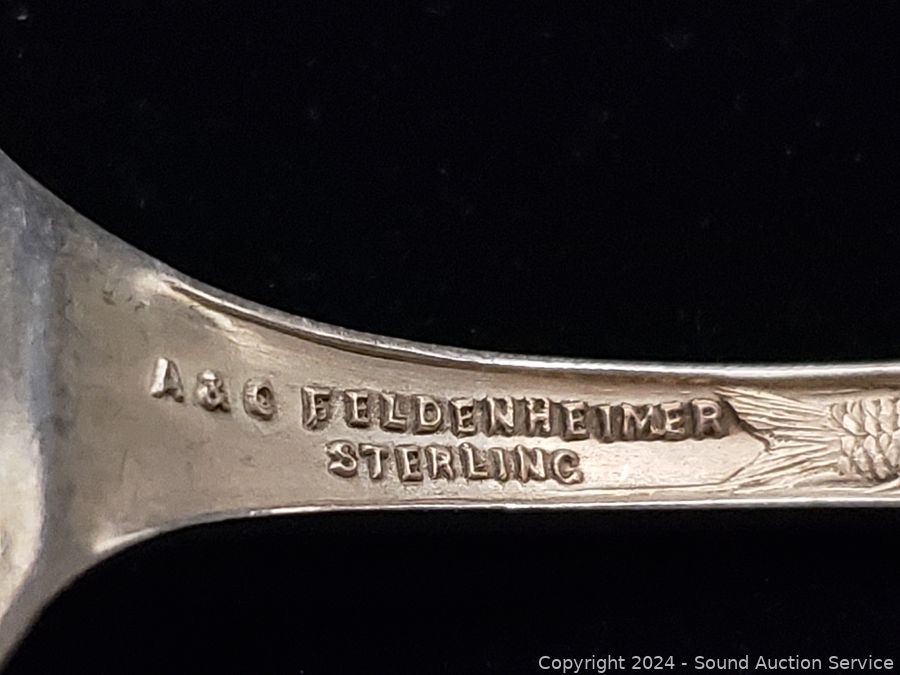 A & C FELDENHEIMER
STERLING
Copyright 2024 - Sound Auction Service